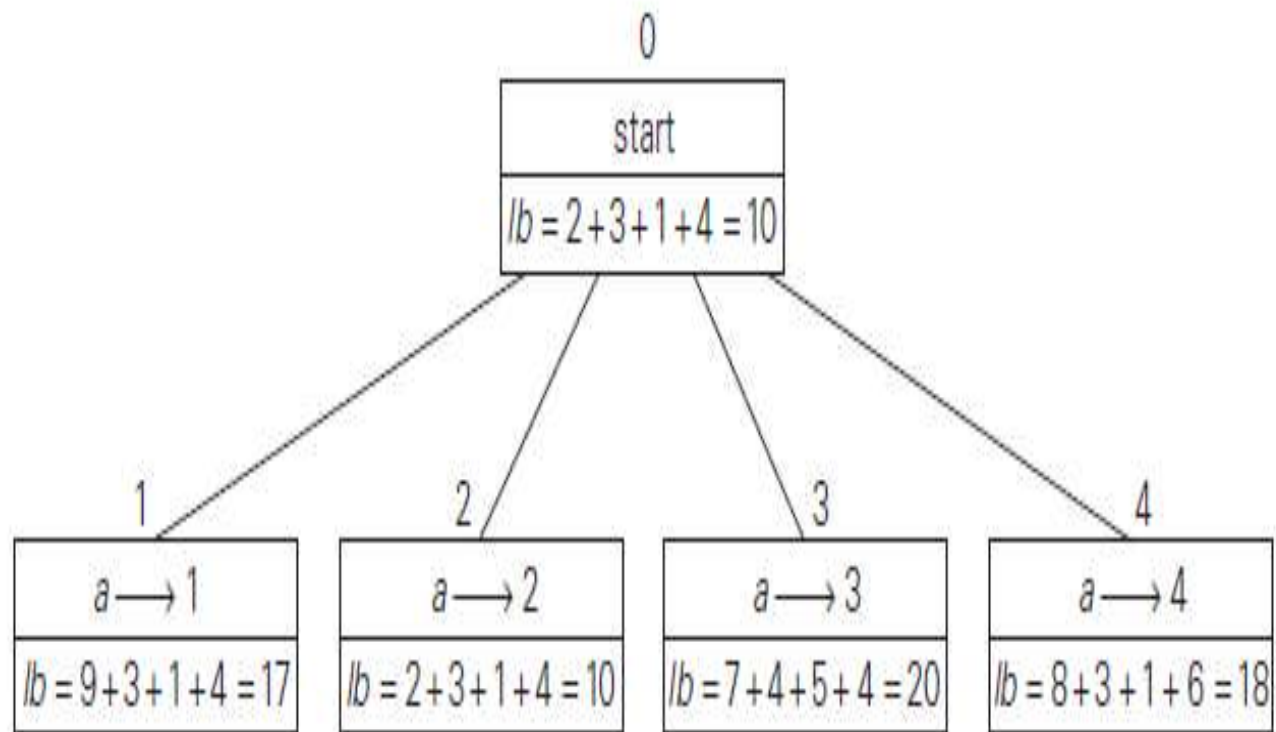 0
start
lb = 2+3+1+4 = 10
1
2
3
4
a → 1
a → 2
a → 3
a → 4
lb = 9+3+1+4 = 17
lb = 2+3+1+4 = 10
lb = 7+4+5+4 = 20
lb = 8+3+1+6 = 18